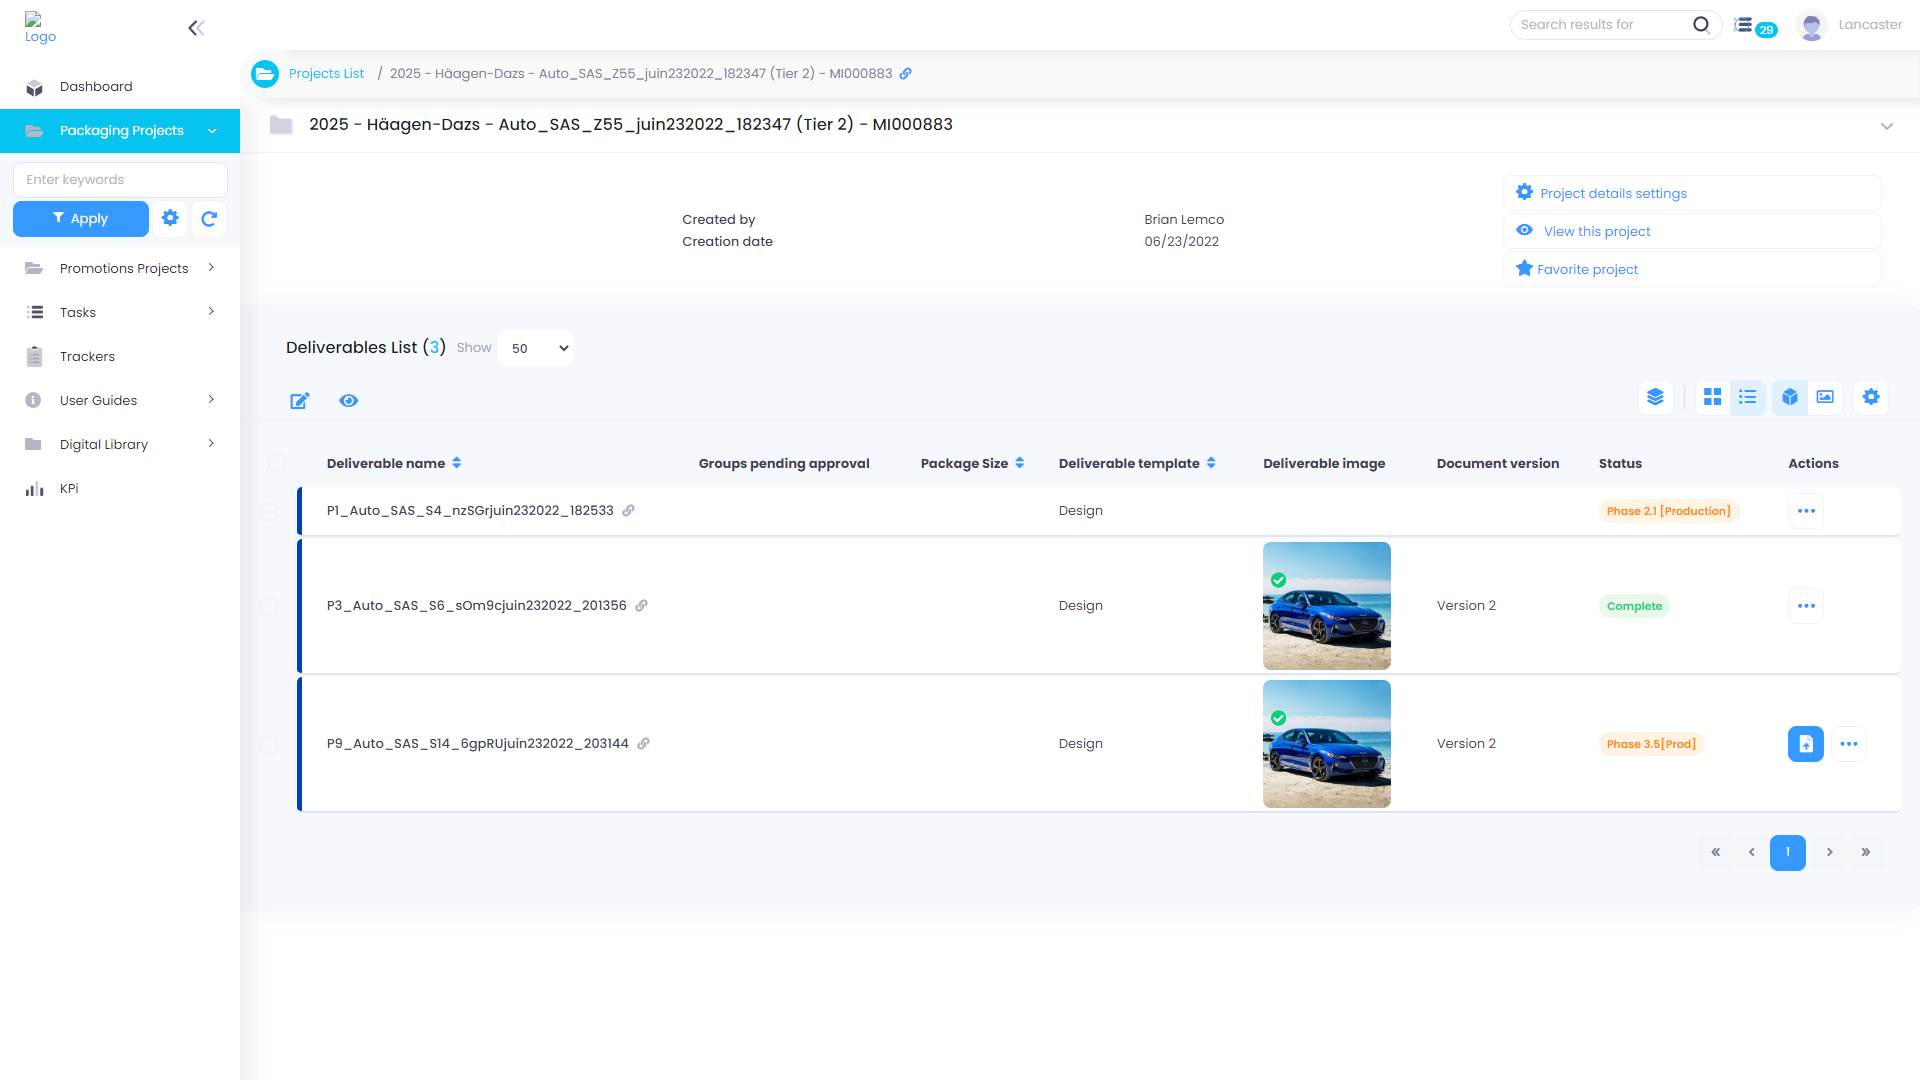 Logo
Search results for
29
Lancaster
Dashboard
Packaging Projects
Enter keywords
Apply
Promotions Projects
Tasks
Trackers
User Guides
Digital Library
KPi
Projects List / 2025 - Häagen-Dazs - Auto_SAS_Z55_juin232022_182347 (Tier 2) - MI000883
2025 - Häagen-Dazs - Auto_SAS_Z55_juin232022_182347 (Tier 2) - MI000883
Created by Brian Lemco
Creation date 06/23/2022
Project details settings
View this project
Favorite project
Deliverables List (3) Show 50
Deliverable name Groups pending approval Package Size Deliverable template Deliverable image Document version Status Actions
P1_Auto_SAS_S4_nzSGrjuin232022_182533 Design Phase 2.1 [Production]
P3_Auto_SAS_S6_sOm9cjuin232022_201356 Design Version 2 Complete
P9_Auto_SAS_S14_6gpRUjuin232022_203144 Design Version 2 Phase 3.5[Prod]
« ‹ 1 › »